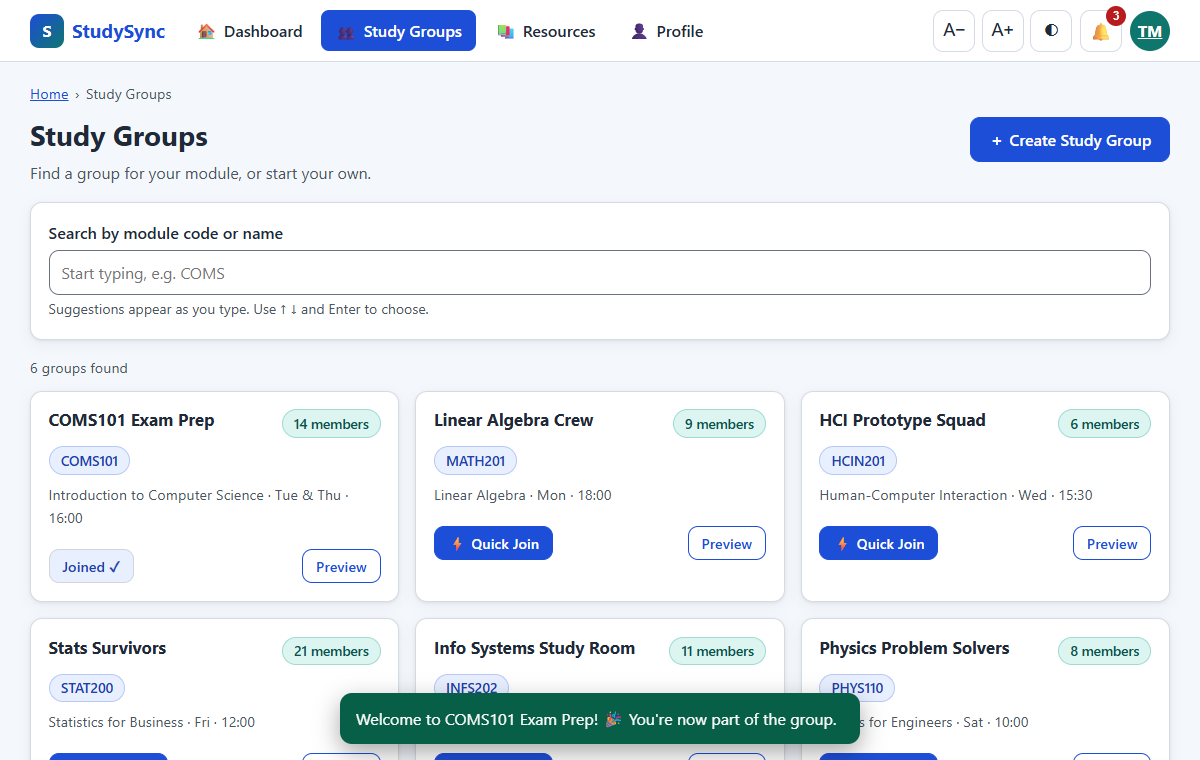 S StudySync Dashboard Study Groups Resources Profile A− A+ 3 TM
Home › Study Groups
Study Groups
+ Create Study Group
Find a group for your module, or start your own.
Search by module code or name
Start typing, e.g. COMS
Suggestions appear as you type. Use ↑ ↓ and Enter to choose.
6 groups found
COMS101 Exam Prep
14 members
COMS101
Introduction to Computer Science · Tue & Thu ·
16:00
Joined ✓
Preview
Linear Algebra Crew
9 members
MATH201
Linear Algebra · Mon · 18:00
Quick Join
Preview
HCI Prototype Squad
6 members
HCIN201
Human-Computer Interaction · Wed · 15:30
Quick Join
Preview
Stats Survivors
21 members
STAT200
Statistics for Business · Fri · 12:00
Info Systems Study Room
11 members
INFS202
Physics Problem Solvers
8 members
PHYS110
for Engineers · Sat · 10:00
Welcome to COMS101 Exam Prep! 🎉 You're now part of the group.